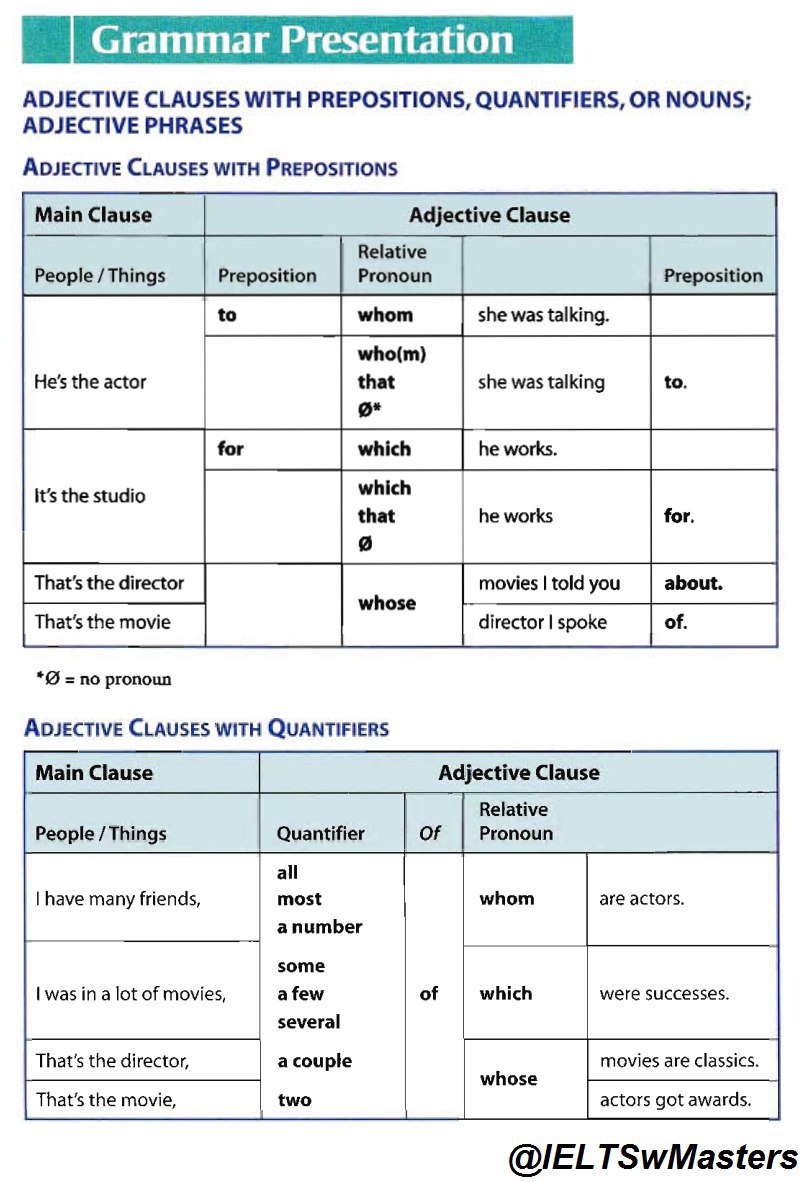 Grammar Presentation
ADJECTIVE CLAUSES WITH PREPOSITIONS, QUANTIFIERS, OR NOUNS;
ADJECTIVE PHRASES
ADJECTIVE CLAUSES WITH PREPOSITIONS
Main Clause Adjective Clause
People / Things Preposition Relative Pronoun Preposition
to whom she was talking.
who(m)
He's the actor that she was talking to.
Ø*
for which he works.
which
It's the studio that he works for.
Ø
That's the director movies I told you about.
whose
That's the movie director I spoke of.
*Ø = no pronoun
ADJECTIVE CLAUSES WITH QUANTIFIERS
Main Clause Adjective Clause
People / Things Quantifier Of Relative Pronoun
all
I have many friends, most whom are actors.
a number
some
I was in a lot of movies, a few of which were successes.
several
That's the director, a couple movies are classics.
whose
That's the movie, two actors got awards.
@IELTSwMasters